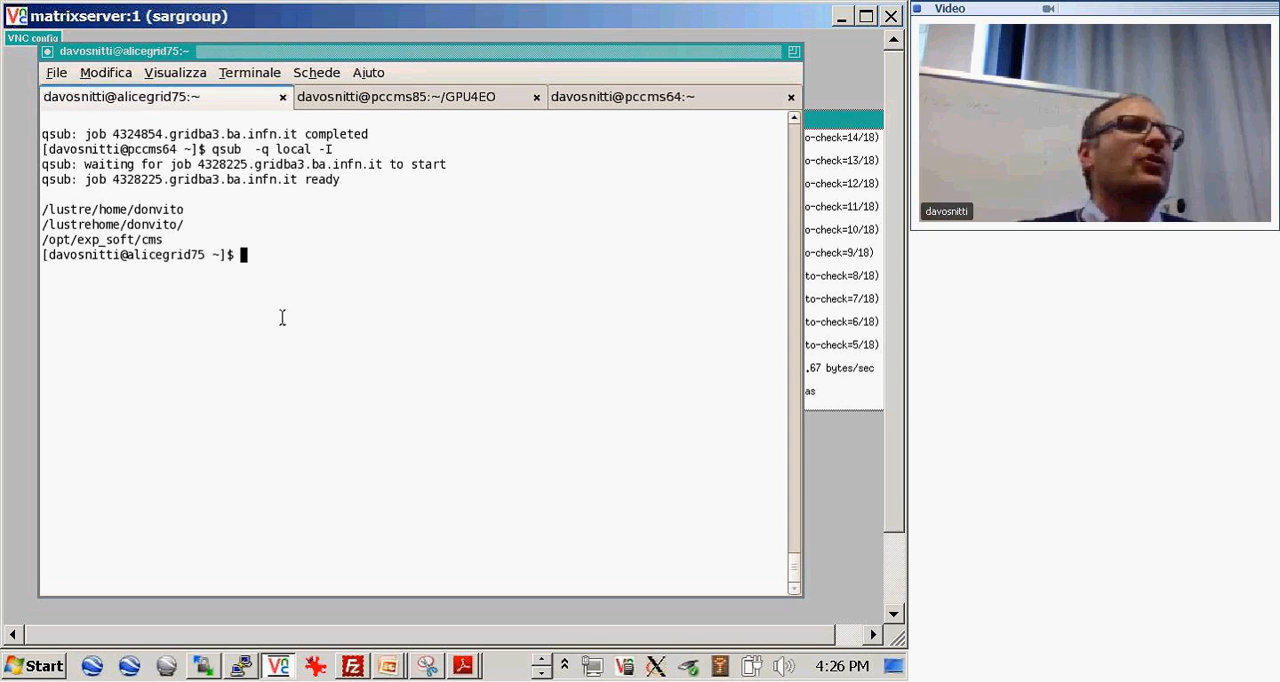 matrixserver:1 (sargroup)
VNC config
davosnitti@alicegrid75:~
File Modifica Visualizza Terminale Schede Aiuto
davosnitti@alicegrid75:~ davosnitti@pccms85:~/GPU4EO davosnitti@pccms64:~
qsub: job 4324854.gridba3.ba.infn.it completed
[davosnitti@pccms64 ~]$ qsub -q local -I
qsub: waiting for job 4328225.gridba3.ba.infn.it to start
qsub: job 4328225.gridba3.ba.infn.it ready
/lustre/home/donvito
/lustrehome/donvito/
/opt/exp_soft/cms
[davosnitti@alicegrid75 ~]$
o-check=14/18)
o-check=13/18)
o-check=12/18)
o-check=11/18)
o-check=10/18)
o-check=9/18)
to-check=8/18)
to-check=7/18)
to-check=6/18)
to-check=5/18)
.67 bytes/sec
as
Video
davosnitti
Start
4:26 PM